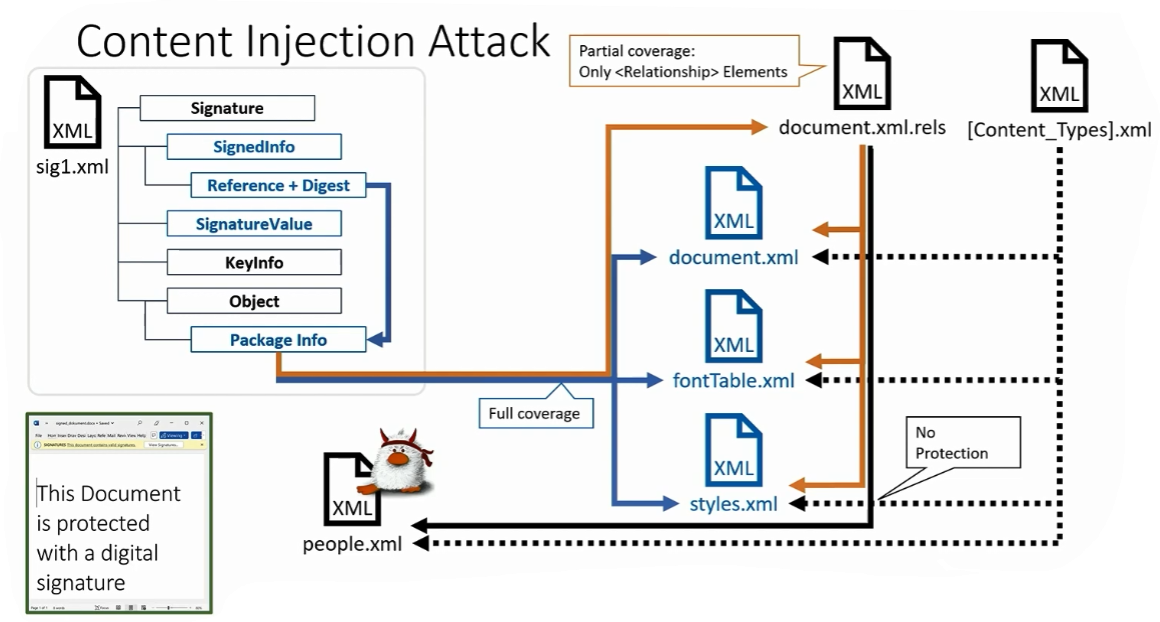 Content Injection Attack
Partial coverage:
Only <Relationship> Elements
XML
sig1.xml
Signature
SignedInfo
Reference + Digest
SignatureValue
KeyInfo
Object
Package Info
XML
document.xml.rels
XML
[Content_Types].xml
XML
document.xml
XML
fontTable.xml
Full coverage
XML
styles.xml
No
Protection
XML
people.xml
This Document
is protected
with a digital
signature